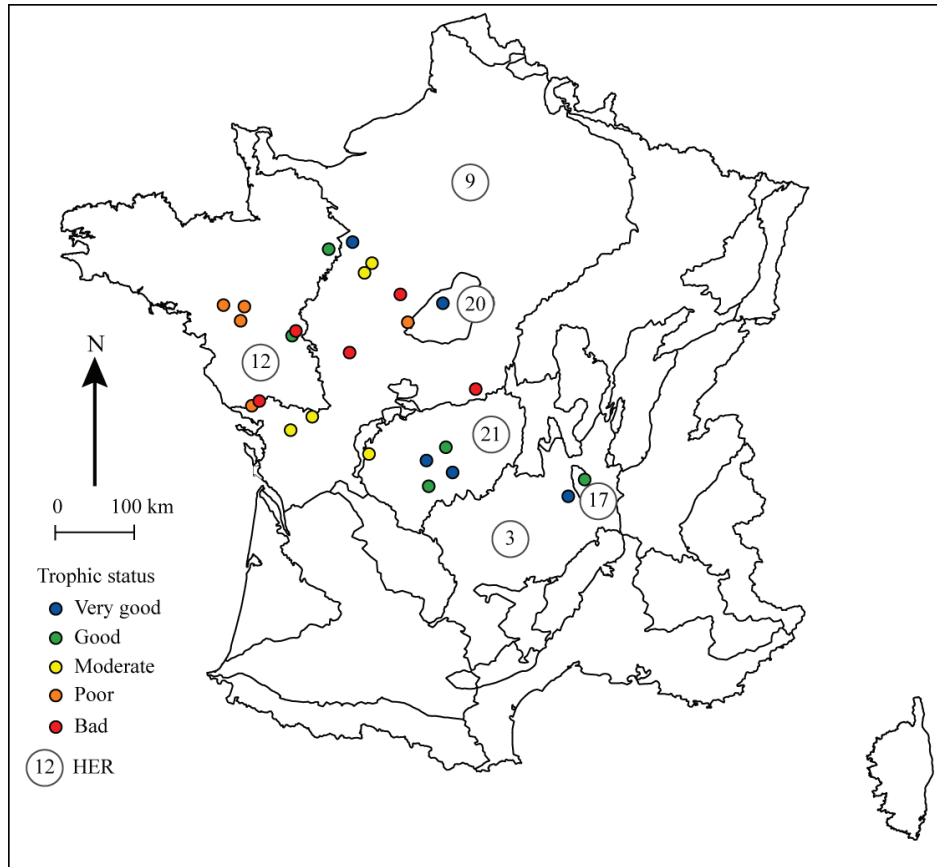 9
20
12
N
21
17
0 100 km
3
Trophic status
Very good
Good
Moderate
Poor
Bad
12 HER